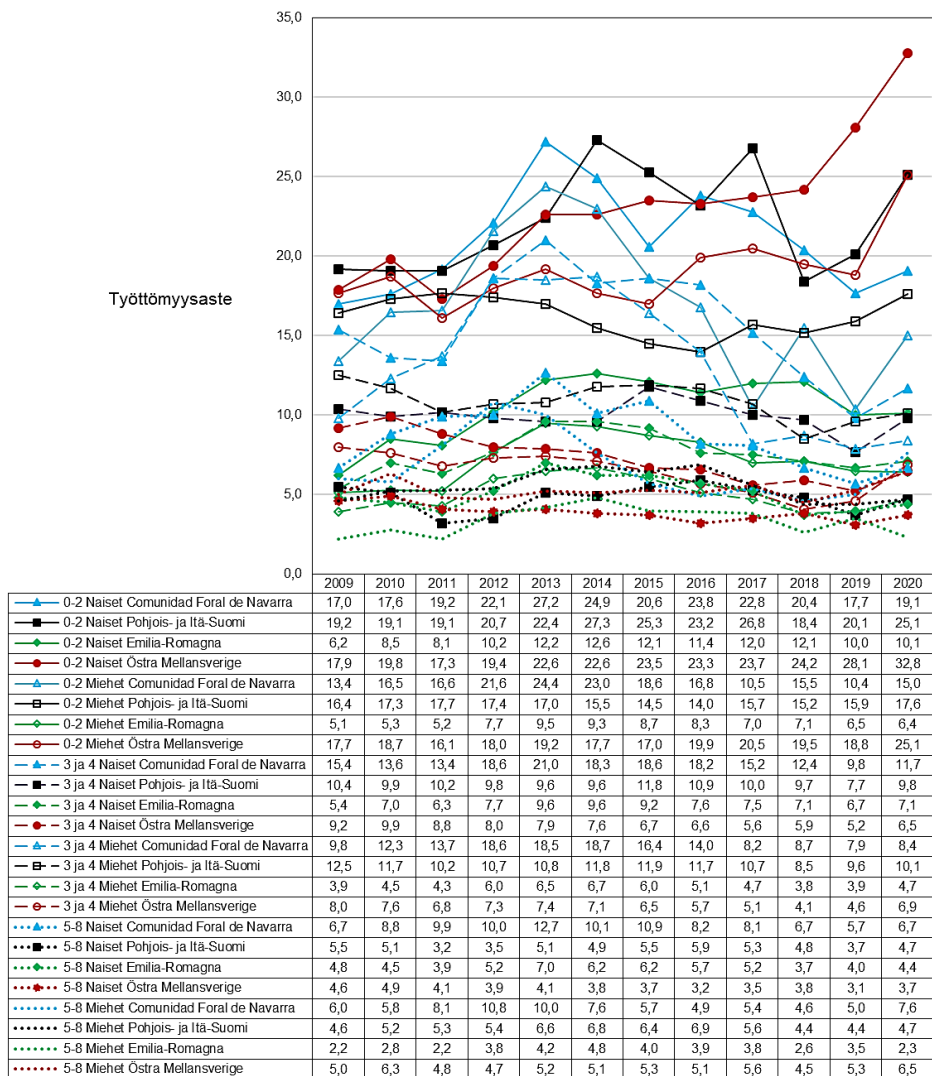 35,0
30,0
25,0
20,0
Työttömyysaste
15,0
10,0
5,0
0,0
2009 2010 2011 2012 2013 2014 2015 2016 2017 2018 2019 2020
0-2 Naiset Comunidad Foral de Navarra 17,0 17,6 19,2 22,1 27,2 24,9 20,6 23,8 22,8 20,4 17,7 19,1
0-2 Naiset Pohjois- ja Itä-Suomi 19,2 19,1 19,1 20,7 22,4 27,3 25,3 23,2 26,8 18,4 20,1 25,1
0-2 Naiset Emilia-Romagna 6,2 8,5 8,1 10,2 12,2 12,6 12,1 11,4 12,0 12,1 10,0 10,1
0-2 Naiset Östra Mellansverige 17,9 19,8 17,3 19,4 22,6 22,6 23,5 23,3 23,7 24,2 28,1 32,8
0-2 Miehet Comunidad Foral de Navarra 13,4 16,5 16,6 21,6 24,4 23,0 18,6 16,8 10,5 15,5 10,4 15,0
0-2 Miehet Pohjois- ja Itä-Suomi 16,4 17,3 17,7 17,4 17,0 15,5 14,5 14,0 15,7 15,2 15,9 17,6
0-2 Miehet Emilia-Romagna 5,1 5,3 5,2 7,7 9,5 9,3 8,7 8,3 7,0 7,1 6,5 6,4
0-2 Miehet Östra Mellansverige 17,7 18,7 16,1 18,0 19,2 17,7 17,0 19,9 20,5 19,5 18,8 25,1
3 ja 4 Naiset Comunidad Foral de Navarra 15,4 13,6 13,4 18,6 21,0 18,3 18,6 18,2 15,2 12,4 9,8 11,7
3 ja 4 Naiset Pohjois- ja Itä-Suomi 10,4 9,9 10,2 9,8 9,6 9,6 11,8 10,9 10,0 9,7 7,7 9,8
3 ja 4 Naiset Emilia-Romagna 5,4 7,0 6,3 7,7 9,6 9,6 9,2 7,6 7,5 7,1 6,7 7,1
3 ja 4 Naiset Östra Mellansverige 9,2 9,9 8,8 8,0 7,9 7,6 6,7 6,6 5,6 5,9 5,2 6,5
3 ja 4 Miehet Comunidad Foral de Navarra 9,8 12,3 13,7 18,6 18,5 18,7 16,4 14,0 8,2 8,7 7,9 8,4
3 ja 4 Miehet Pohjois- ja Itä-Suomi 12,5 11,7 10,2 10,7 10,8 11,8 11,9 11,7 10,7 8,5 9,6 10,1
3 ja 4 Miehet Emilia-Romagna 3,9 4,5 4,3 6,0 6,5 6,7 6,0 5,1 4,7 3,8 3,9 4,7
3 ja 4 Miehet Östra Mellansverige 8,0 7,6 6,8 7,3 7,4 7,1 6,5 5,7 5,1 4,1 4,6 6,9
5-8 Naiset Comunidad Foral de Navarra 6,7 8,8 9,9 10,0 12,7 10,1 10,9 8,2 8,1 6,7 5,7 6,7
5-8 Naiset Pohjois- ja Itä-Suomi 5,5 5,1 3,2 3,5 5,1 4,9 5,5 5,9 5,3 4,8 3,7 4,7
5-8 Naiset Emilia-Romagna 4,8 4,5 3,9 5,2 7,0 6,2 6,2 5,7 5,2 3,7 4,0 4,4
5-8 Naiset Östra Mellansverige 4,6 4,9 4,1 3,9 4,1 3,8 3,7 3,2 3,5 3,8 3,1 3,7
5-8 Miehet Comunidad Foral de Navarra 6,0 5,8 8,1 10,8 10,0 7,6 5,7 4,9 5,4 4,6 5,0 7,6
5-8 Miehet Pohjois- ja Itä-Suomi 4,6 5,2 5,3 5,4 6,6 6,8 6,4 6,9 5,6 4,4 4,4 4,7
5-8 Miehet Emilia-Romagna 2,2 2,8 2,2 3,8 4,2 4,8 4,0 3,9 3,8 2,6 3,5 2,3
5-8 Miehet Östra Mellansverige 5,0 6,3 4,8 4,7 5,2 5,1 5,3 5,1 5,6 4,5 5,3 6,5